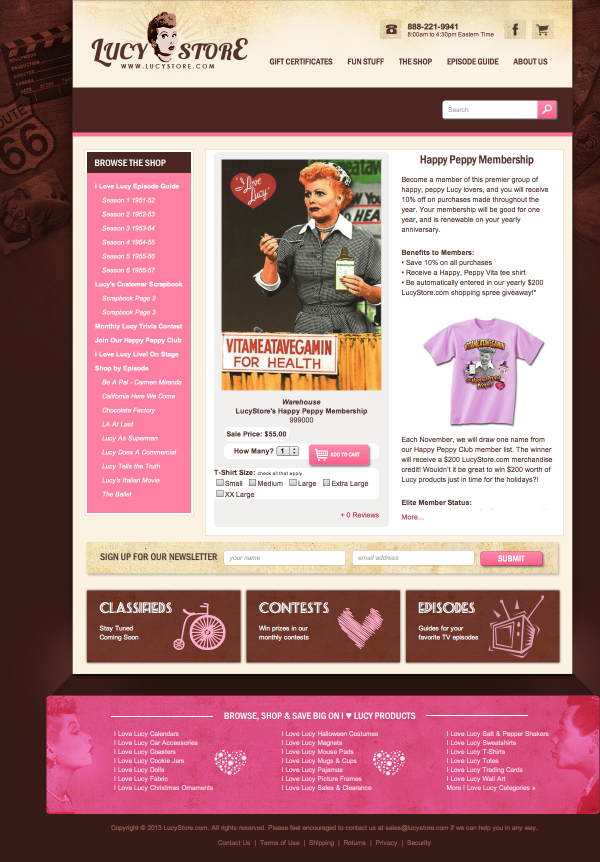 LUCY STORE
WWW.LUCYSTORE.COM
888-221-9941
8:00am to 4:30pm Eastern Time
GIFT CERTIFICATES FUN STUFF THE SHOP EPISODE GUIDE ABOUT US
Search
ROUTE
66
BROWSE THE SHOP
I Love Lucy Episode Guide
Season 1 1951-52
Season 2 1952-53
Season 3 1953-54
Season 4 1954-55
Season 5 1955-56
Season 6 1956-57
Lucy's Customer Scrapbook
Scrapbook Page 2
Scrapbook Page 3
Monthly Lucy Trivia Contest
Join Our Happy Peppy Club
I Love Lucy Live! On Stage
Shop by Episode
Be A Pal - Carmen Miranda
California Here We Come
Chocolate Factory
LA At Last
Lucy As Superman
Lucy Does A Commercial
Lucy Tells the Truth
Lucy's Italian Movie
The Ballet
I Love
Lucy
VITAMEATAVEGAMIN
FOR HEALTH
Warehouse
LucyStore's Happy Peppy Membership
999000
Sale Price: $55.00
How Many? 1 ADD TO CART
T-Shirt Size: check all that apply
Small Medium Large Extra Large
XX Large
+ 0 Reviews
Happy Peppy Membership
Become a member of this premier group of
happy, peppy Lucy lovers, and you will receive
10% off on purchases made throughout the
year. Your membership will be good for one
year, and is renewable on your yearly
anniversary.
Benefits to Members:
• Save 10% on all purchases
• Receive a Happy, Peppy Vita tee shirt
• Be automatically entered in our yearly $200
LucyStore.com shopping spree giveaway!*
VITAMEATAVEGAMIN
Each November, we will draw one name from
our Happy Peppy Club member list. The winner
will receive a $200 LucyStore.com merchandise
credit! Wouldn't it be great to win $200 worth of
Lucy products just in time for the holidays?!
Elite Member Status:
More...
SIGN UP FOR OUR NEWSLETTER your name email address SUBMIT
CLASSIFIEDS
Stay Tuned
Coming Soon
CONTESTS
Win prizes in our
monthly contests
EPISODES
Guides for your
favorite TV episodes
BROWSE, SHOP & SAVE BIG ON I ♥ LUCY PRODUCTS
I Love Lucy Calendars
I Love Lucy Car Accessories
I Love Lucy Coasters
I Love Lucy Cookie Jars
I Love Lucy Dolls
I Love Lucy Fabric
I Love Lucy Christmas Ornaments
I Love Lucy Halloween Costumes
I Love Lucy Magnets
I Love Lucy Mouse Pads
I Love Lucy Mugs & Cups
I Love Lucy Pajamas
I Love Lucy Picture Frames
I Love Lucy Sales & Clearance
I Love Lucy Salt & Pepper Shakers
I Love Lucy Sweatshirts
I Love Lucy T-Shirts
I Love Lucy Totes
I Love Lucy Trading Cards
I Love Lucy Wall Art
More I Love Lucy Categories »
Copyright © 2013 LucyStore.com. All rights reserved. Please feel encouraged to contact us at sales@lucystore.com if we can help you in any way.
Contact Us | Terms of Use | Shipping | Returns | Privacy | Security